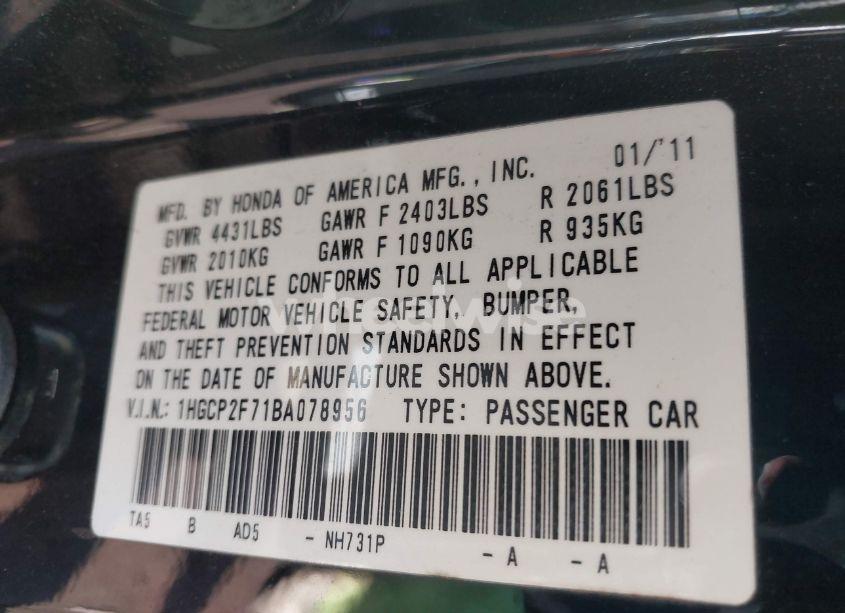 MFD. BY HONDA OF AMERICA MFG., INC. 01/'11
GVWR 4431LBS GAWR F 2403LBS R 2061LBS
GVWR 2010KG GAWR F 1090KG R 935KG
THIS VEHICLE CONFORMS TO ALL APPLICABLE
FEDERAL MOTOR VEHICLE SAFETY, BUMPER,
AND THEFT PREVENTION STANDARDS IN EFFECT
ON THE DATE OF MANUFACTURE SHOWN ABOVE.
V.I.N.: 1HGCP2F71BA078956 TYPE: PASSENGER CAR
TA5 B AD5 - NH731P - A - A